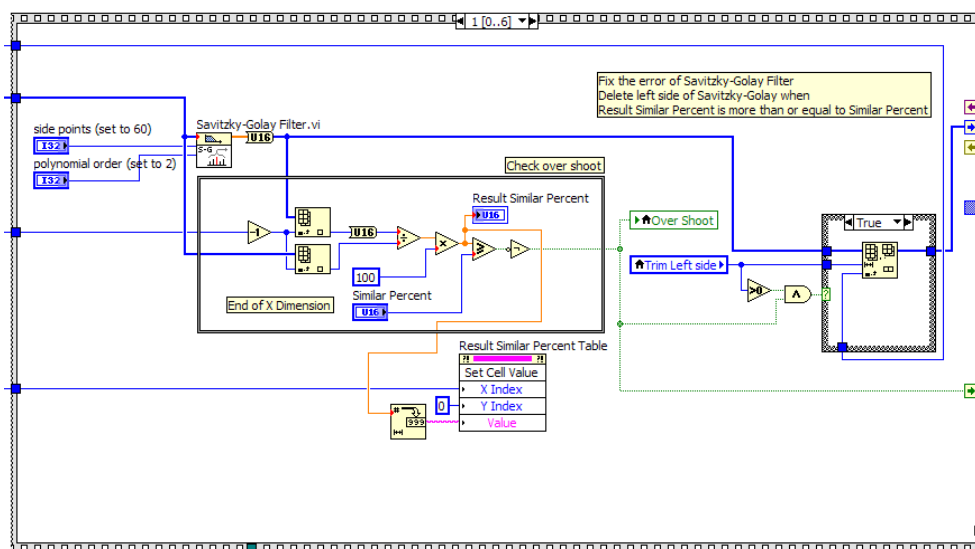 1 [0..6]
Fix the error of Savitzky-Golay Filter
Delete left side of Savitzky-Golay when
Result Similar Percent is more than or equal to Similar Percent
side points (set to 60)
I32
polynomial order (set to 2)
I32
Savitzky-Golay Filter.vi
S-G
U16
Check over shoot
Result Similar Percent
U16
-1
U16
÷
×
≥
100
Similar Percent
U16
End of X Dimension
Over Shoot
Trim Left side
>0
∧
?
True
Result Similar Percent Table
?! ?!
Set Cell Value
X Index
0
Y Index
Value
#
999